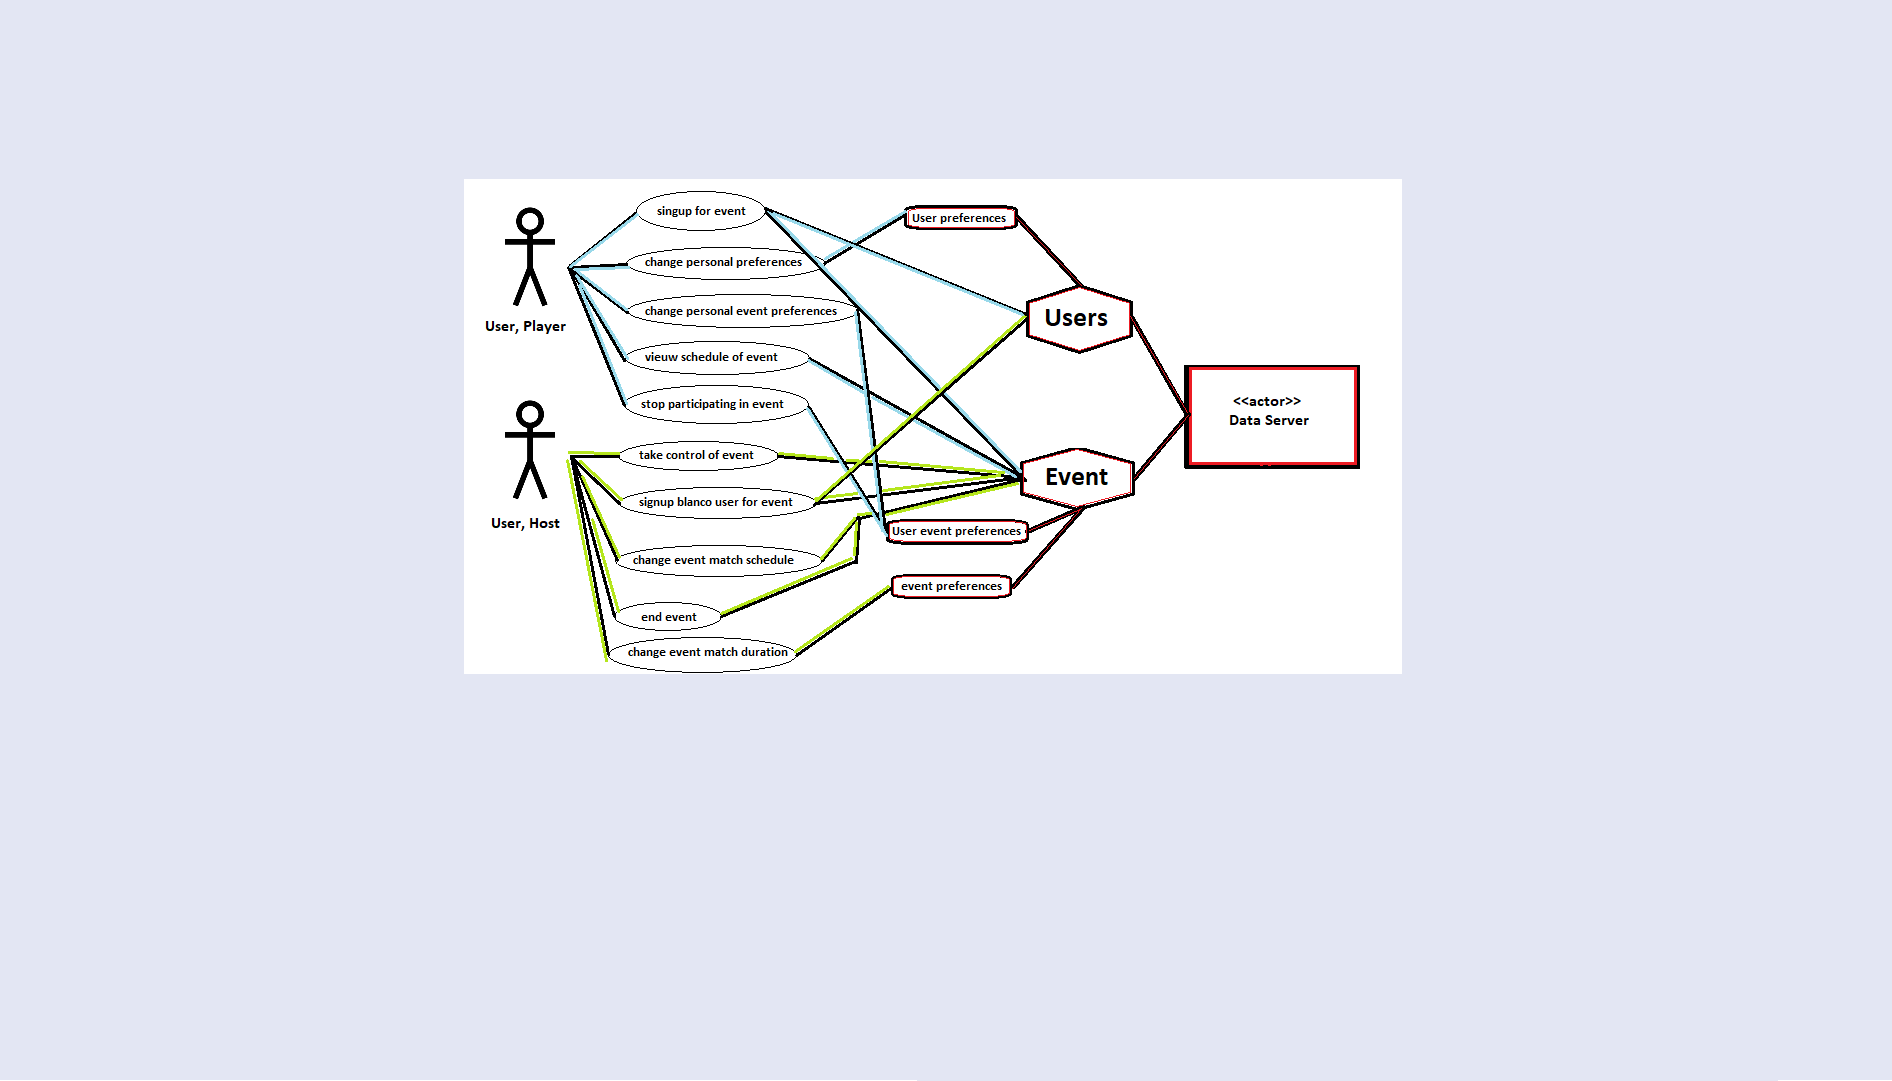 singup for event
User preferences
change personal preferences
change personal event preferences
Users
User, Player
vieuw schedule of event
<<actor>>
Data Server
stop participating in event
take control of event
Event
signup blanco user for event
User, Host
User event preferences
change event match schedule
event preferences
end event
change event match duration